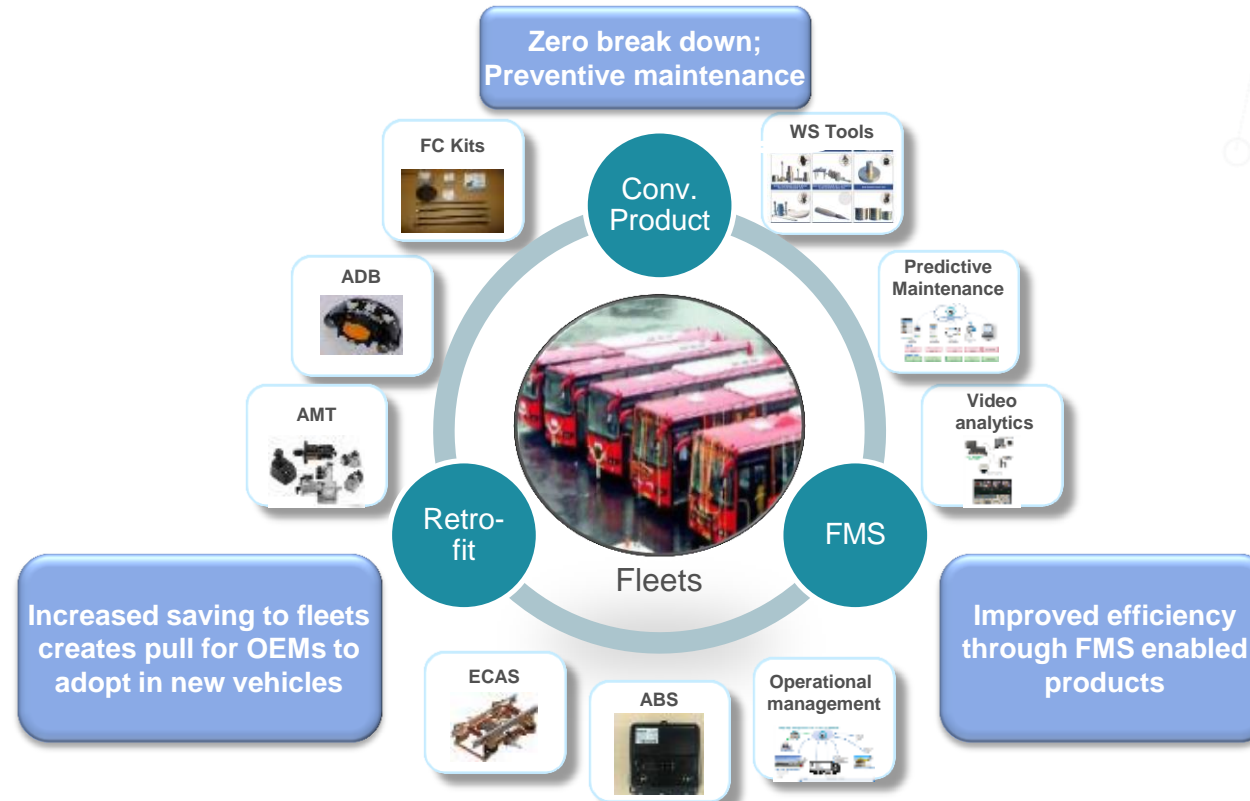 Zero break down;
Preventive maintenance
FC Kits
WS Tools
Conv.
Product
ADB
Predictive
Maintenance
AMT
Video
analytics
Retro-
fit
FMS
Fleets
Increased saving to fleets
creates pull for OEMs to
adopt in new vehicles
Improved efficiency
through FMS enabled
products
ECAS
ABS
Operational
management